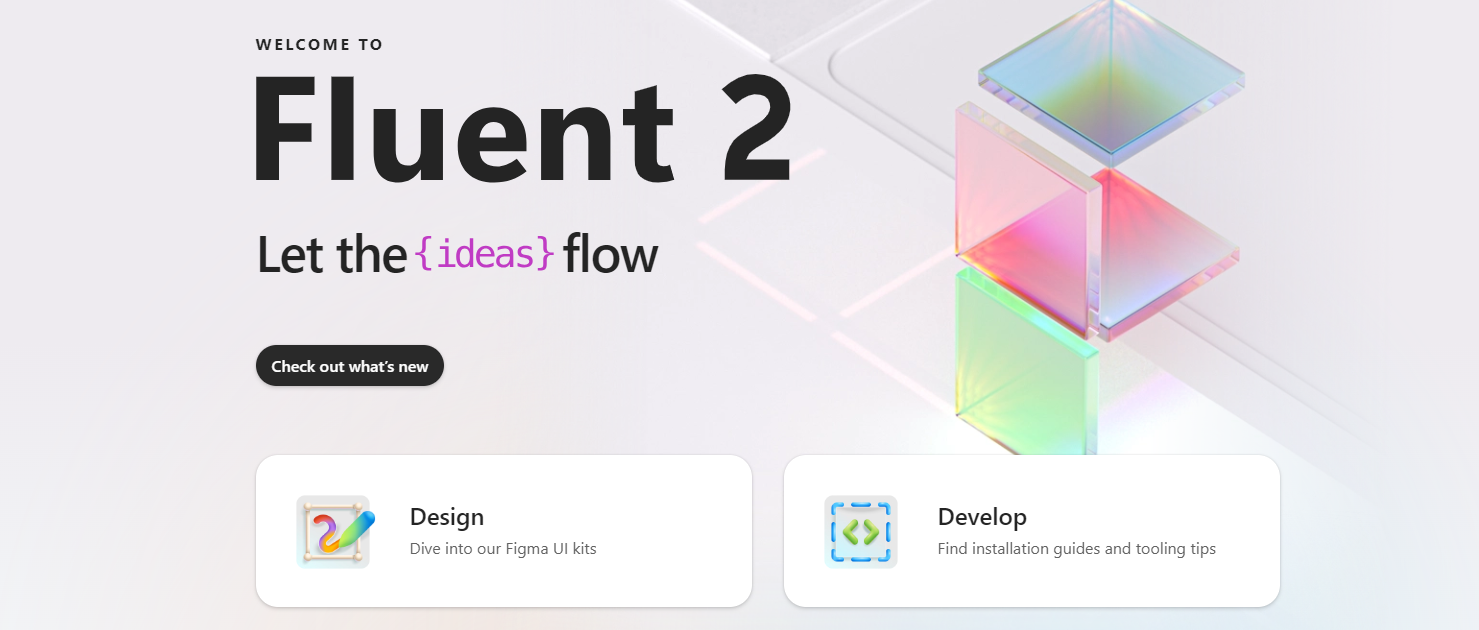 WELCOME TO
Fluent 2
Let the {ideas} flow
Check out what's new
Design
Dive into our Figma UI kits
Develop
Find installation guides and tooling tips